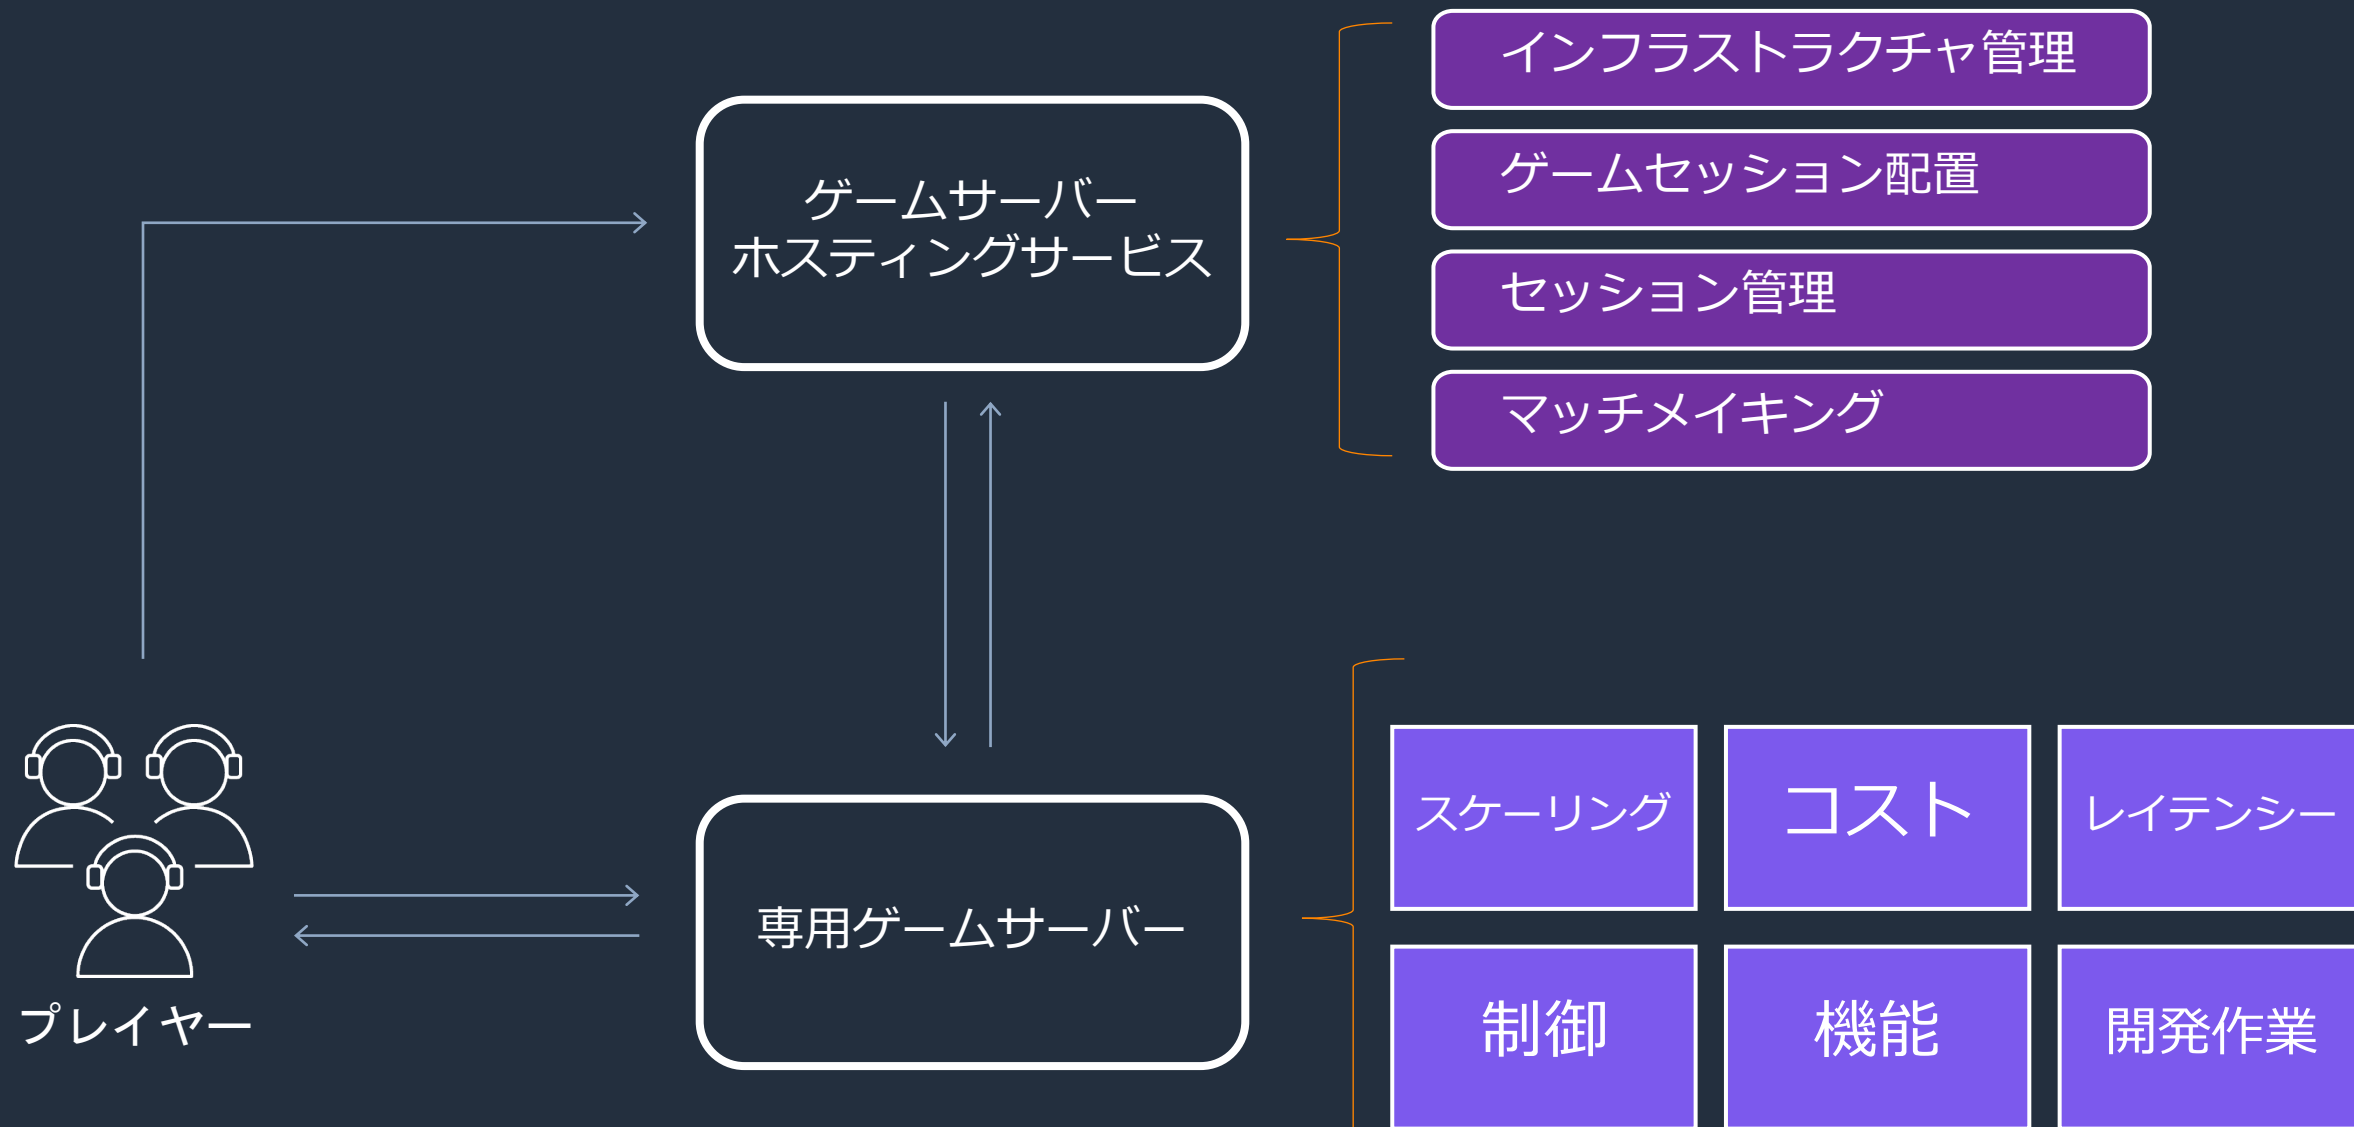 インフラストラクチャ管理
ゲームセッション配置
セッション管理
マッチメイキング
ゲームサーバー
ホスティングサービス
スケーリング
コスト
レイテンシー
制御
機能
開発作業
専用ゲームサーバー
プレイヤー